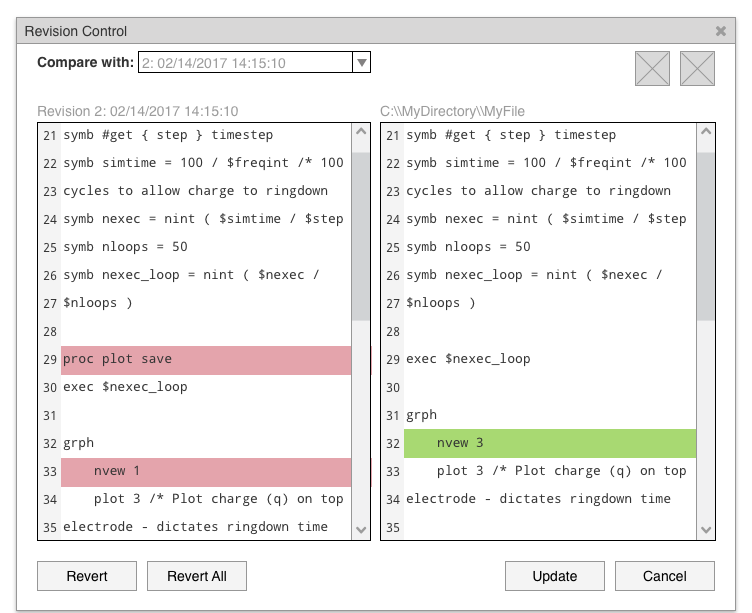 Revision Control
Compare with: 2: 02/14/2017 14:15:10
Revision 2: 02/14/2017 14:15:10
21 symb #get { step } timestep
22 symb simtime = 100 / $freqint /* 100
23 cycles to allow charge to ringdown
24 symb nexec = nint ( $simtime / $step
25 symb nloops = 50
26 symb nexec_loop = nint ( $nexec /
27 $nloops )
28
29 proc plot save
30 exec $nexec_loop
31
32 grph
33 nvew 1
34 plot 3 /* Plot charge (q) on top
35 electrode - dictates ringdown time
C:\\MyDirectory\\MyFile
21 symb #get { step } timestep
22 symb simtime = 100 / $freqint /* 100
23 cycles to allow charge to ringdown
24 symb nexec = nint ( $simtime / $step
25 symb nloops = 50
26 symb nexec_loop = nint ( $nexec /
27 $nloops )
28
29 exec $nexec_loop
30
31 grph
32 nvew 3
33 plot 3 /* Plot charge (q) on top
34 electrode - dictates ringdown time
35
Revert Revert All Update Cancel